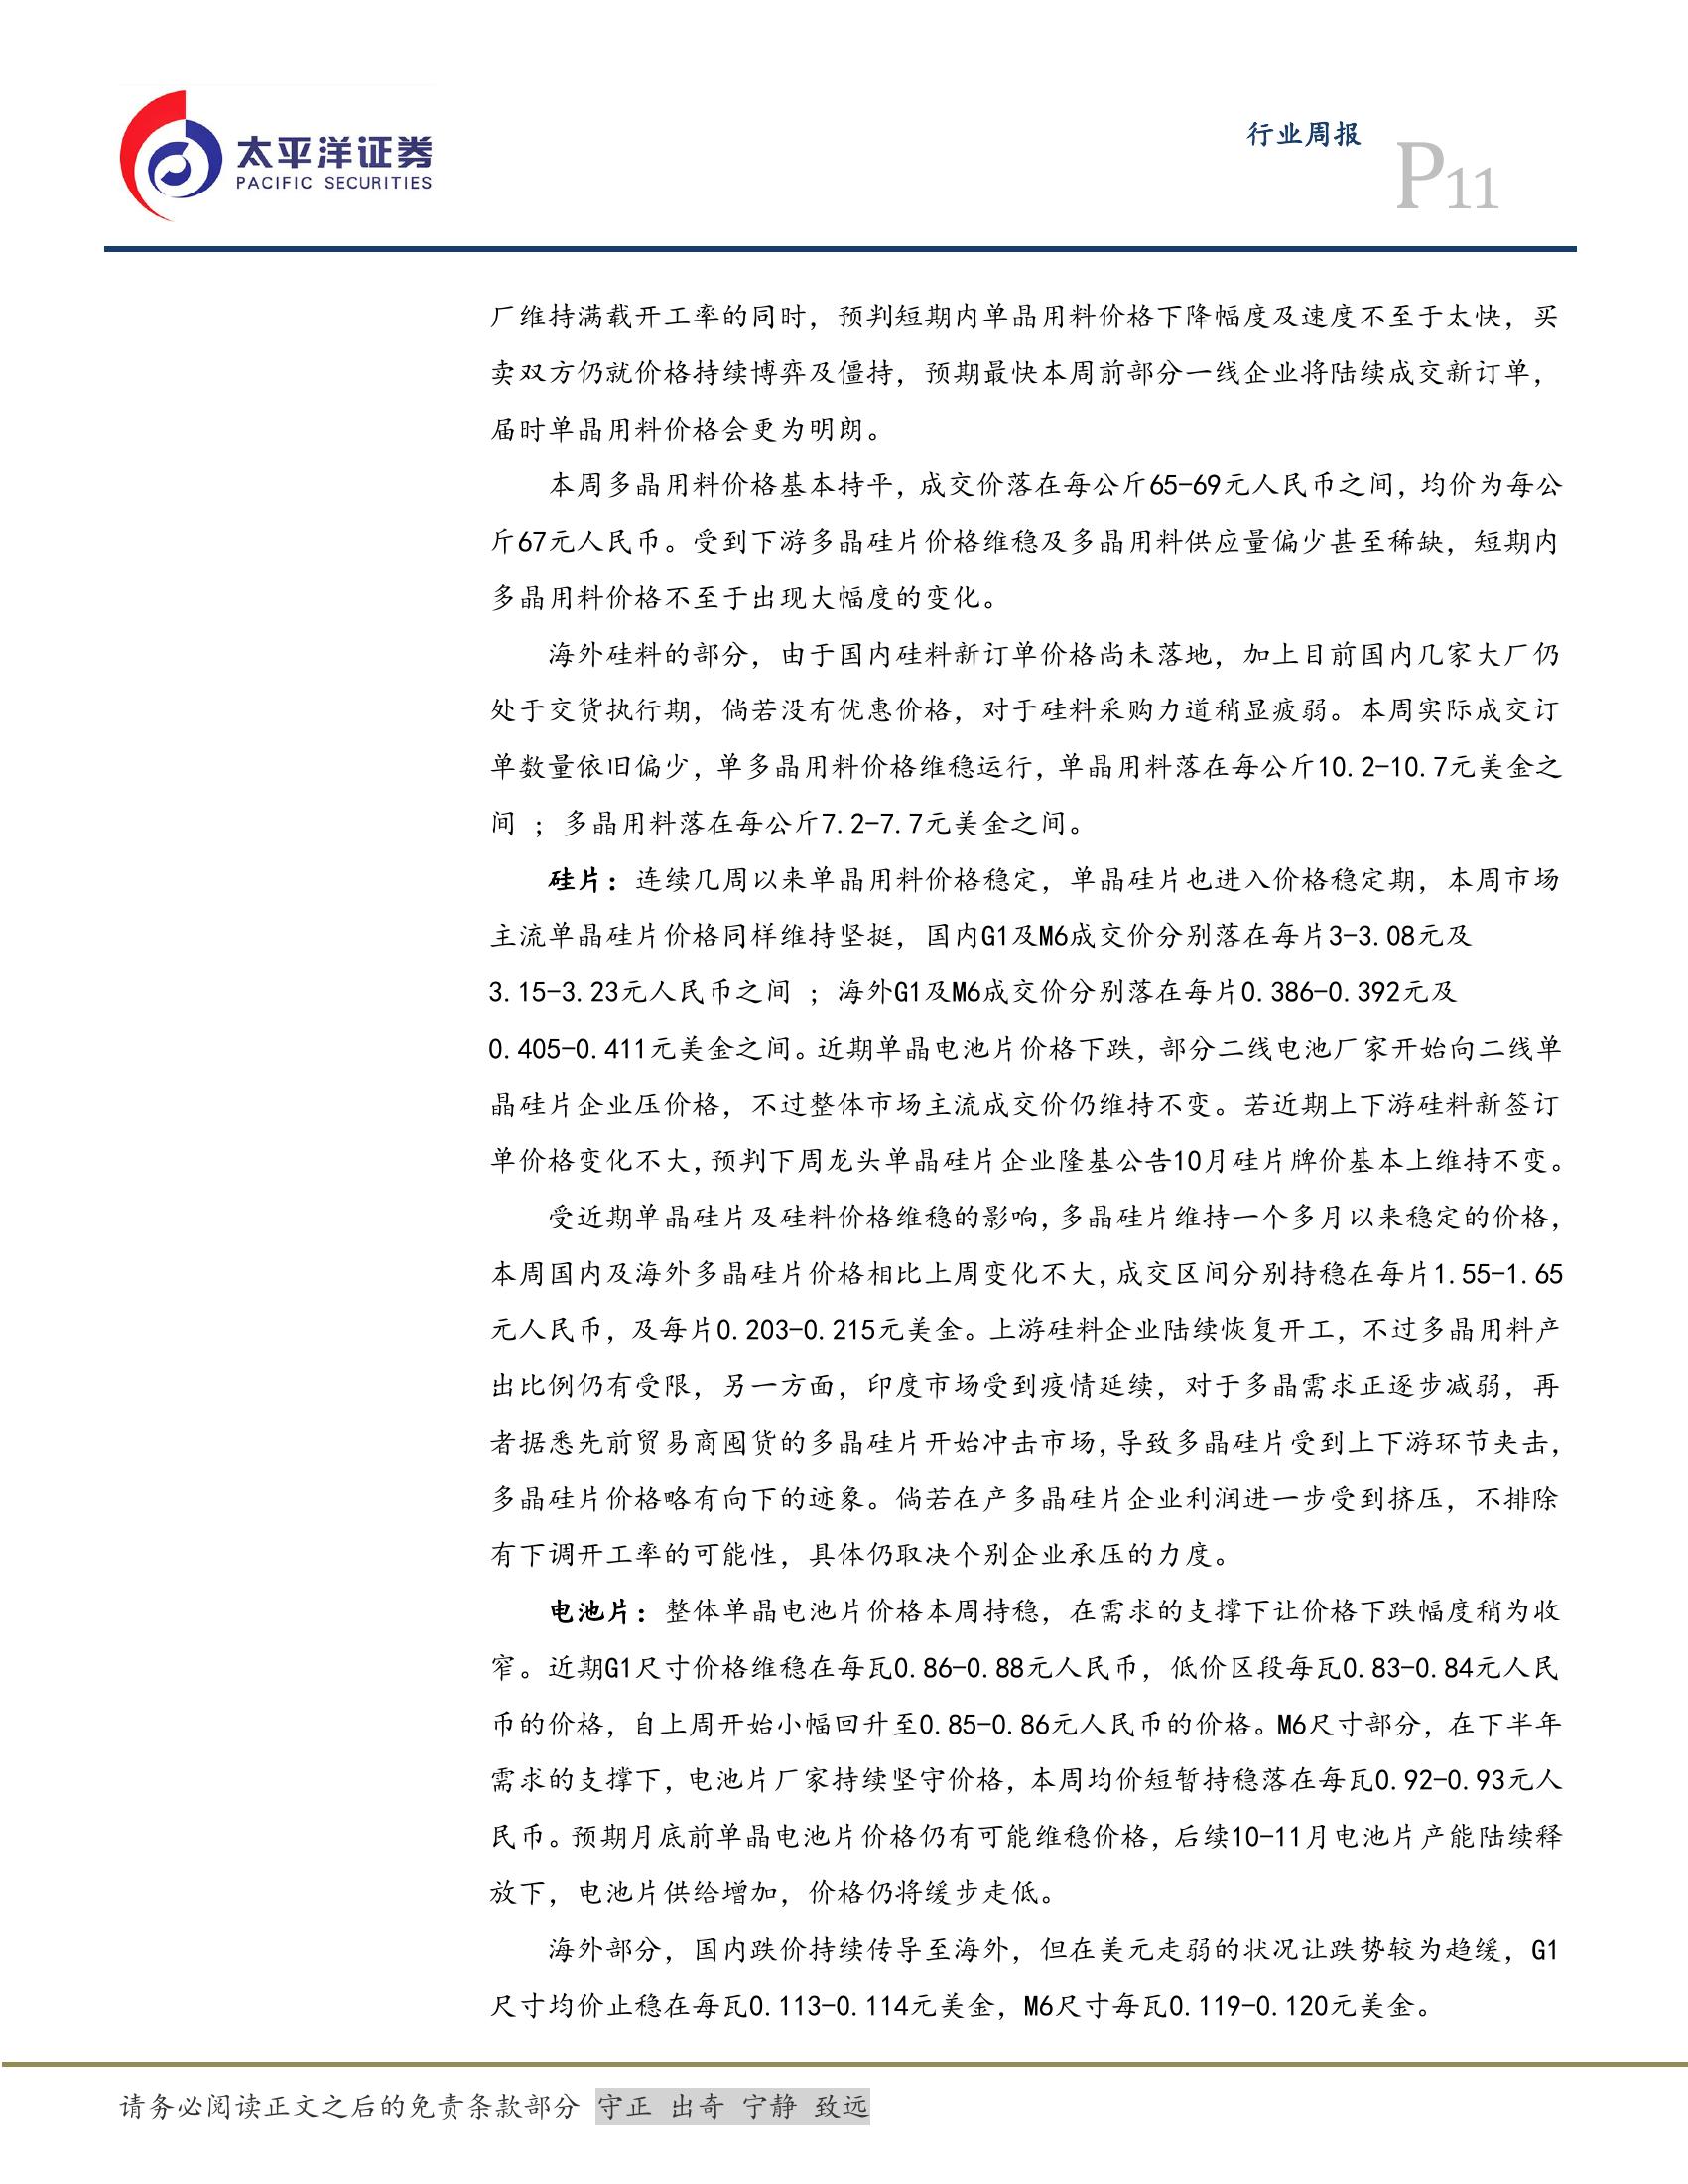 太平洋证券
PACIFIC SECURITIES
行业周报
P11
厂维持满载开工率的同时，预判短期内单晶用料价格下降幅度及速度不至于太快，买
卖双方仍就价格持续博弈及僵持，预期最快本周前部分一线企业将陆续成交新订单，
届时单晶用料价格会更为明朗。
本周多晶用料价格基本持平，成交价落在每公斤65-69元人民币之间，均价为每公
斤67元人民币。受到下游多晶硅片价格维稳及多晶用料供应量偏少甚至稀缺，短期内
多晶用料价格不至于出现大幅度的变化。
海外硅料的部分，由于国内硅料新订单价格尚未落地，加上目前国内几家大厂仍
处于交货执行期，倘若没有优惠价格，对于硅料采购力道稍显疲弱。本周实际成交订
单数量依旧偏少，单多晶用料价格维稳运行，单晶用料落在每公斤10.2-10.7元美金之
间 ；多晶用料落在每公斤7.2-7.7元美金之间。
硅片：连续几周以来单晶用料价格稳定，单晶硅片也进入价格稳定期，本周市场
主流单晶硅片价格同样维持坚挺，国内G1及M6成交价分别落在每片3-3.08元及
3.15-3.23元人民币之间 ；海外G1及M6成交价分别落在每片0.386-0.392元及
0.405-0.411元美金之间。近期单晶电池片价格下跌，部分二线电池厂家开始向二线单
晶硅片企业压价格，不过整体市场主流成交价仍维持不变。若近期上下游硅料新签订
单价格变化不大，预判下周龙头单晶硅片企业隆基公告10月硅片牌价基本上维持不变。
受近期单晶硅片及硅料价格维稳的影响，多晶硅片维持一个多月以来稳定的价格，
本周国内及海外多晶硅片价格相比上周变化不大，成交区间分别持稳在每片1.55-1.65
元人民币，及每片0.203-0.215元美金。上游硅料企业陆续恢复开工，不过多晶用料产
出比例仍有受限，另一方面，印度市场受到疫情延续，对于多晶需求正逐步减弱，再
者据悉先前贸易商囤货的多晶硅片开始冲击市场，导致多晶硅片受到上下游环节夹击，
多晶硅片价格略有向下的迹象。倘若在产多晶硅片企业利润进一步受到挤压，不排除
有下调开工率的可能性，具体仍取决个别企业承压的力度。
电池片：整体单晶电池片价格本周持稳，在需求的支撑下让价格下跌幅度稍为收
窄。近期G1尺寸价格维稳在每瓦0.86-0.88元人民币，低价区段每瓦0.83-0.84元人民
币的价格，自上周开始小幅回升至0.85-0.86元人民币的价格。M6尺寸部分，在下半年
需求的支撑下，电池片厂家持续坚守价格，本周均价短暂持稳落在每瓦0.92-0.93元人
民币。预期月底前单晶电池片价格仍有可能维稳价格，后续10-11月电池片产能陆续释
放下，电池片供给增加，价格仍将缓步走低。
海外部分，国内跌价持续传导至海外，但在美元走弱的状况让跌势较为趋缓，G1
尺寸均价止稳在每瓦0.113-0.114元美金，M6尺寸每瓦0.119-0.120元美金。
请务必阅读正文之后的免责条款部分 守正 出奇 宁静 致远